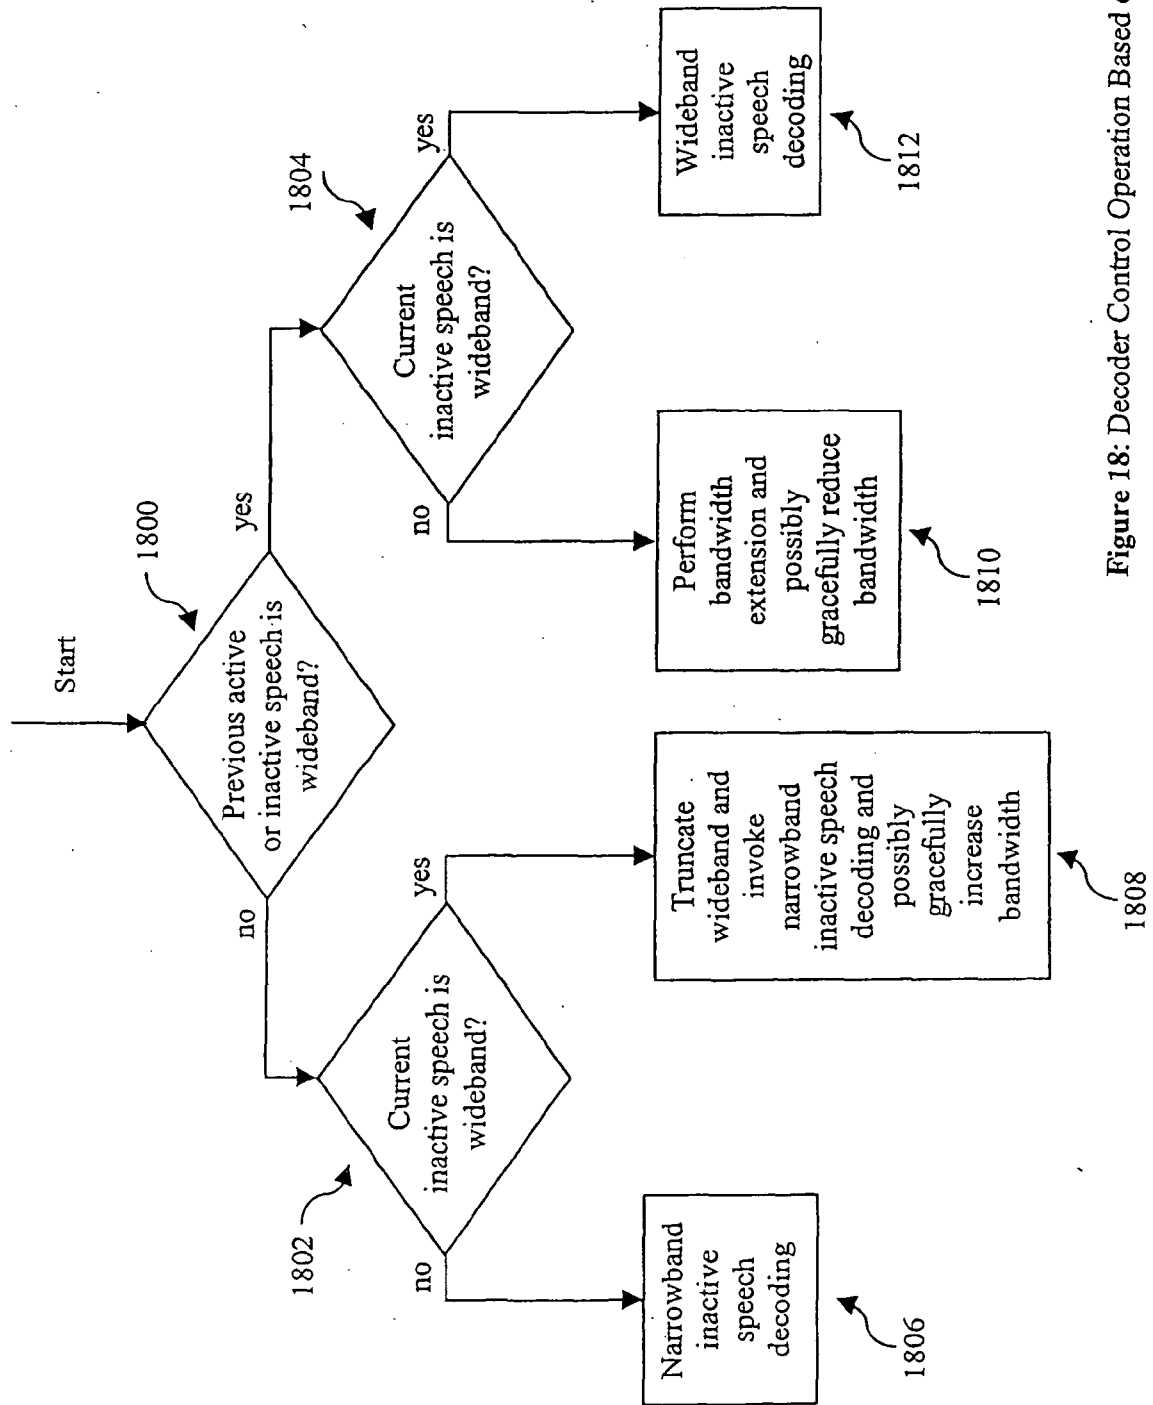 Start
1800
Previous active
or inactive speech is
wideband?
no
yes
1802
Current
inactive speech is
wideband?
no
yes
1804
Current
inactive speech is
wideband?
no
yes
Narrowband
inactive
speech
decoding
1806
Truncate
wideband and
invoke
narrowband
inactive speech
decoding and
possibly
gracefully
increase
bandwidth
1808
Perform
bandwidth
extension and
possibly
gracefully reduce
bandwidth
1810
Wideband
inactive
speech
decoding
1812
Figure 18: Decoder Control Operation Based